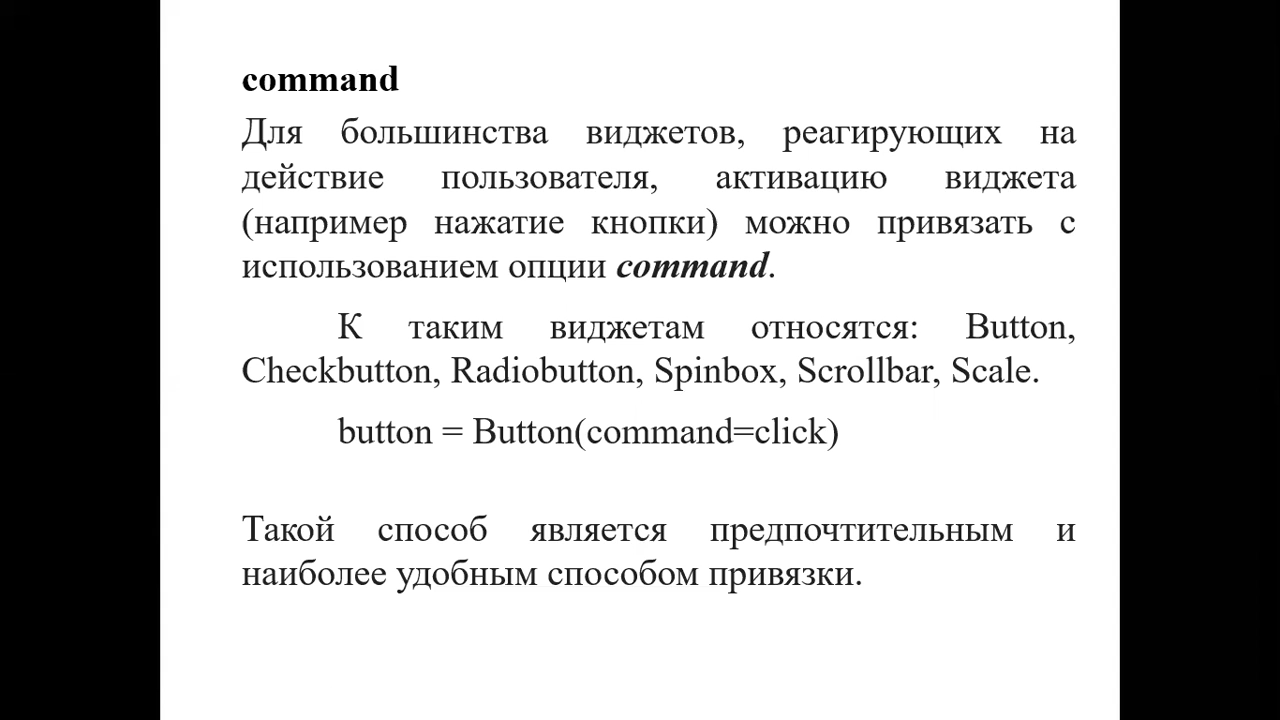 command
Для большинства виджетов, реагирующих на
действие пользователя, активацию виджета
(например нажатие кнопки) можно привязать с
использованием опции command.
К таким виджетам относятся: Button,
Checkbutton, Radiobutton, Spinbox, Scrollbar, Scale.
button = Button(command=click)
Такой способ является предпочтительным и
наиболее удобным способом привязки.